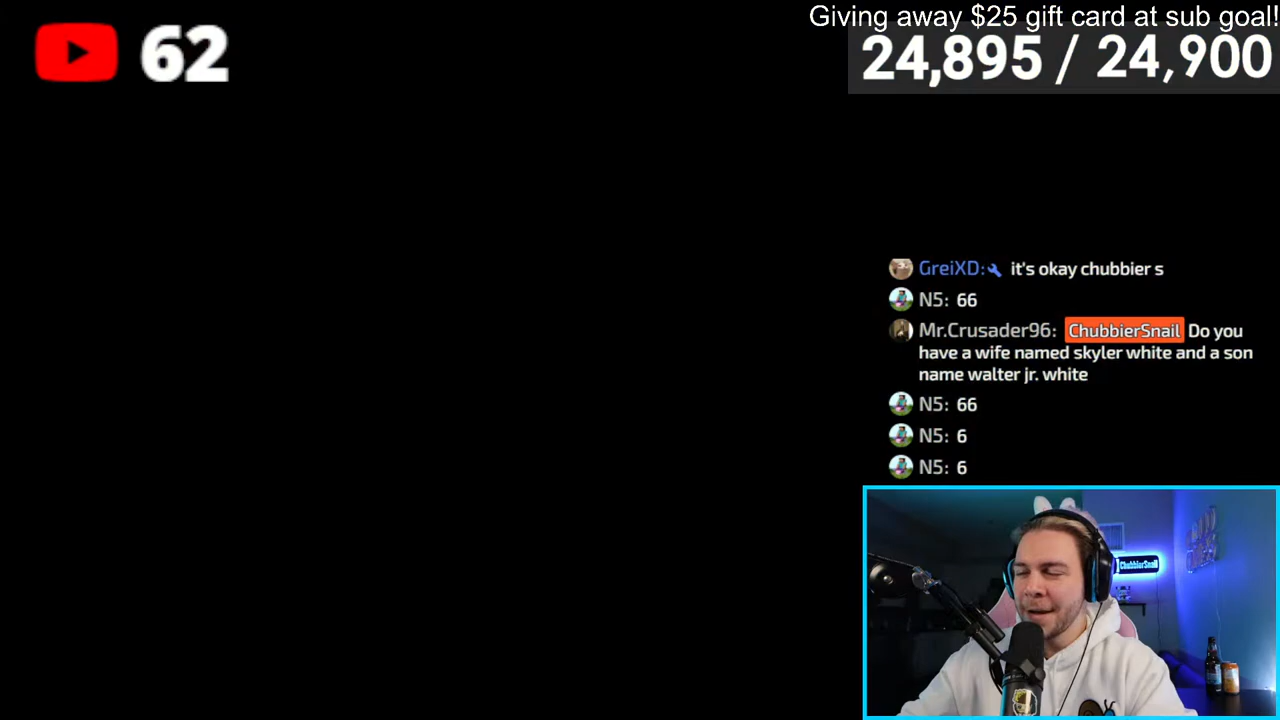 Giving away $25 gift card at sub goal!
62
24,895 / 24,900
GreiXD: it's okay chubbier s
N5: 66
Mr.Crusader96: ChubbierSnail Do you
have a wife named skyler white and a son
name walter jr. white
N5: 66
N5: 6
N5: 6
ChubbierSnail